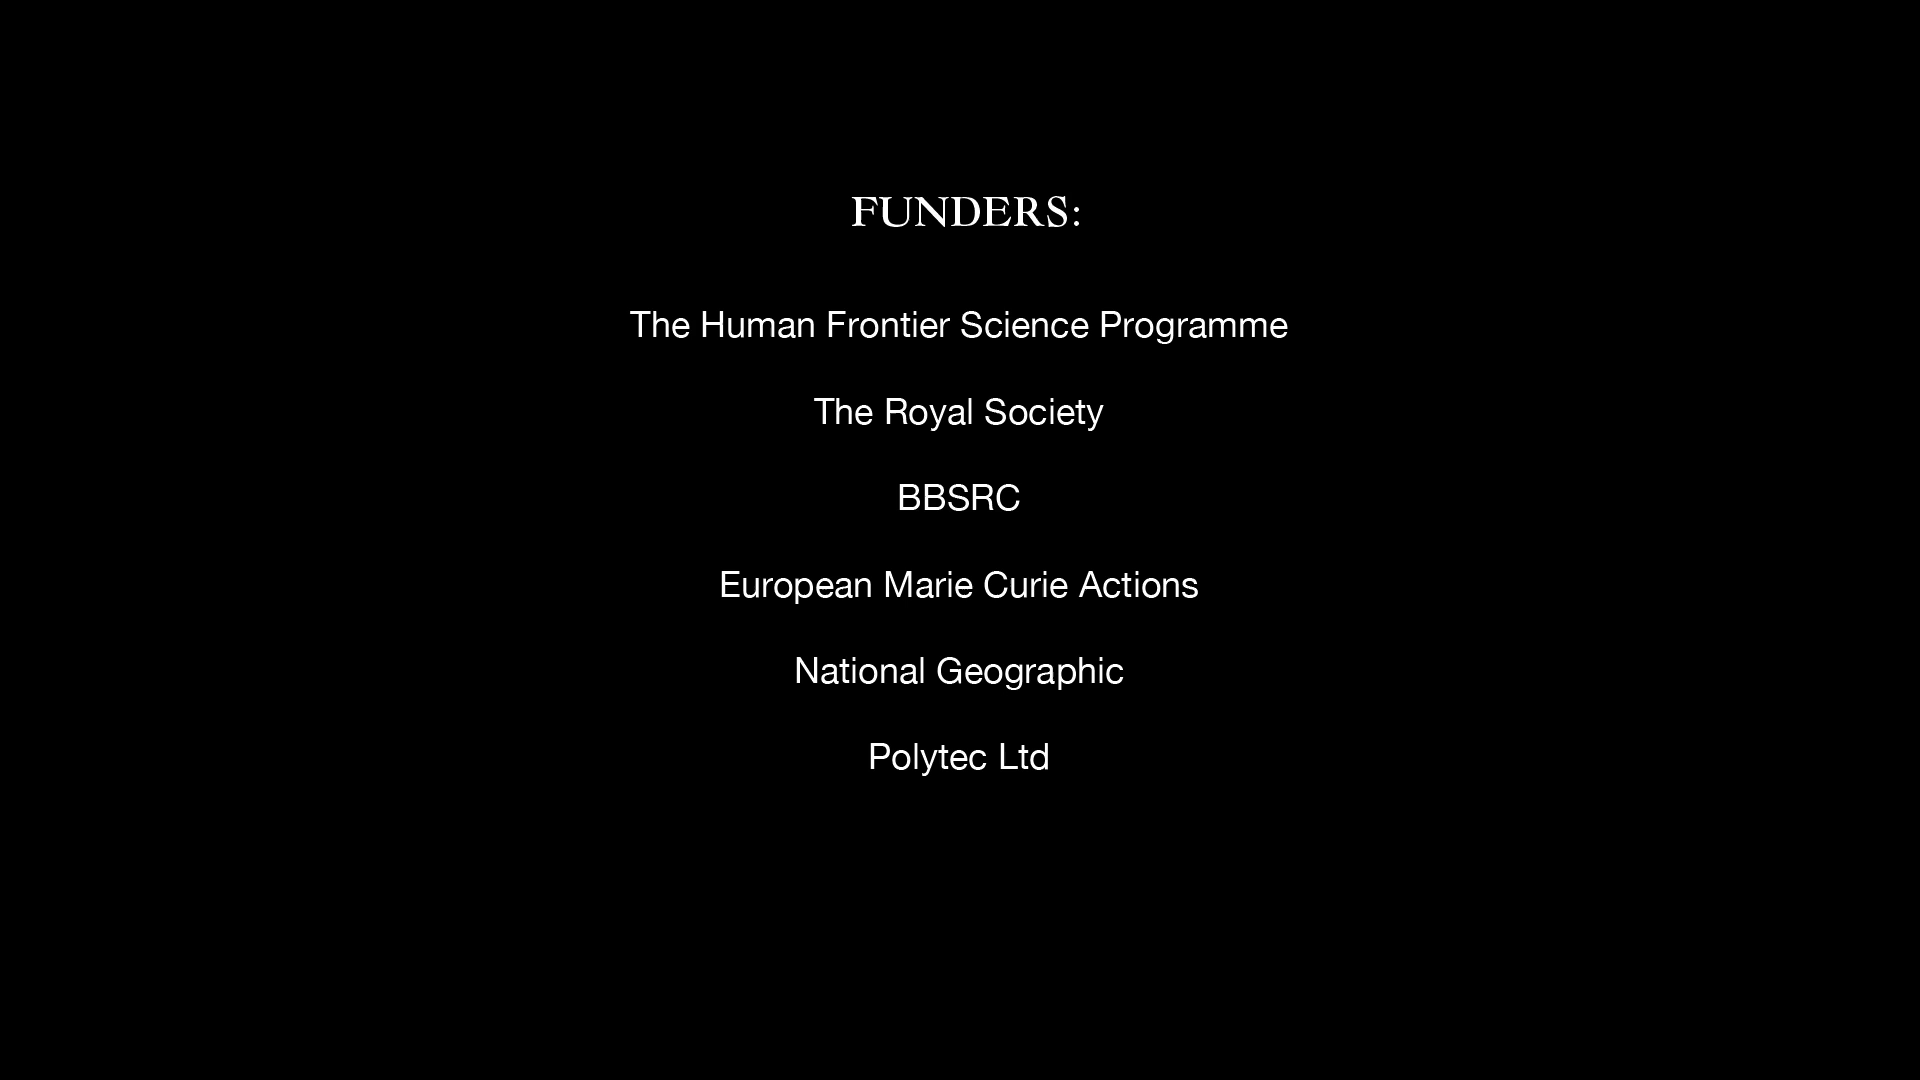 FUNDERS:
The Human Frontier Science Programme
The Royal Society
BBSRC
European Marie Curie Actions
National Geographic
Polytec Ltd